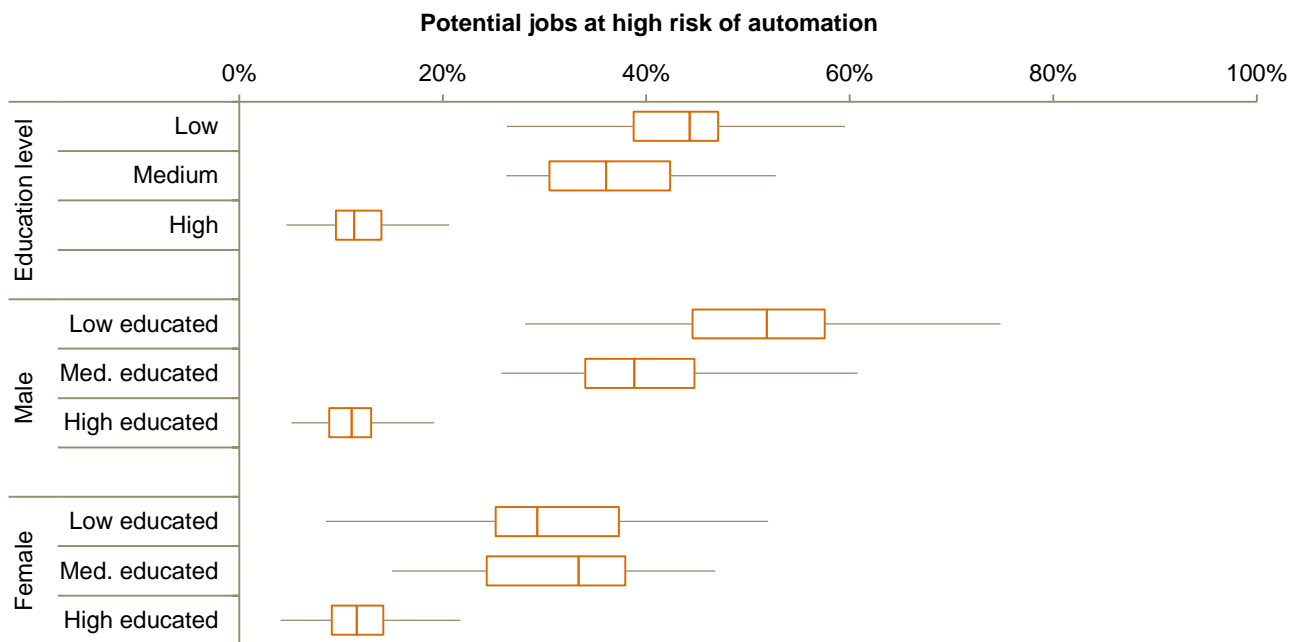 Potential jobs at high risk of automation
0% 20% 40% 60% 80% 100%
Education level
Low
Medium
High
Male
Low educated
Med. educated
High educated
Female
Low educated
Med. educated
High educated